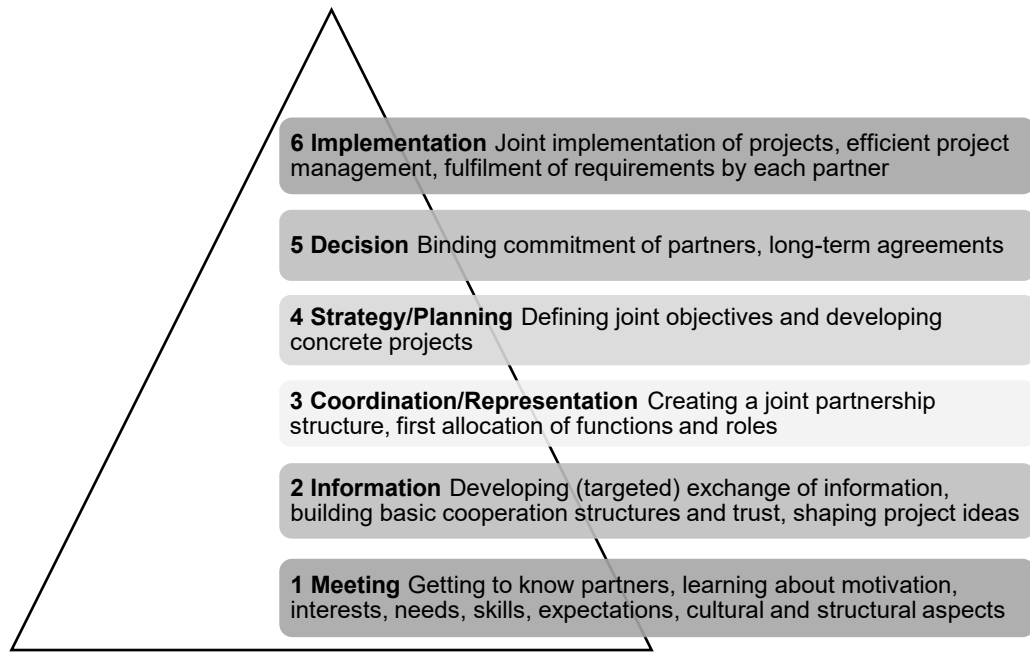 6 Implementation Joint implementation of projects, efficient project
management, fulfilment of requirements by each partner
5 Decision Binding commitment of partners, long-term agreements
4 Strategy/Planning Defining joint objectives and developing
concrete projects
3 Coordination/Representation Creating a joint partnership
structure, first allocation of functions and roles
2 Information Developing (targeted) exchange of information,
building basic cooperation structures and trust, shaping project ideas
1 Meeting Getting to know partners, learning about motivation,
interests, needs, skills, expectations, cultural and structural aspects